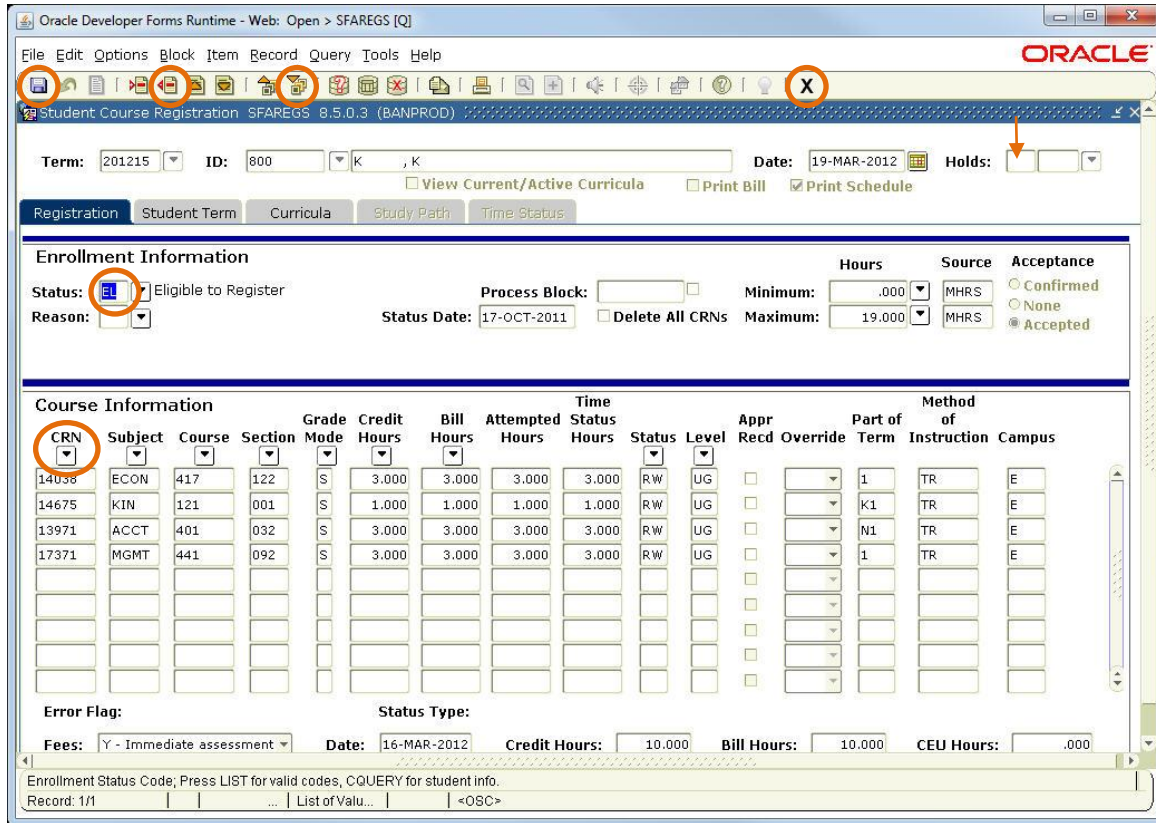 Oracle Developer Forms Runtime - Web: Open > SFAREGS [Q]
File Edit Options Block Item Record Query Tools Help ORACLE
X
Student Course Registration SFAREGS 8.5.0.3 (BANPROD)
Term: 201215 ID: 800 K , K Date: 19-MAR-2012 Holds:
View Current/Active Curricula Print Bill Print Schedule
Registration Student Term Curricula Study Path Time Status
Enrollment Information Hours Source Acceptance
Status: EL Eligible to Register Process Block: Minimum: .000 MHRS Confirmed
None
Reason: Status Date: 17-OCT-2011 Delete All CRNs Maximum: 19.000 MHRS Accepted
Course Information Time Method
Grade Credit Bill Attempted Status Appr Part of of
CRN Subject Course Section Mode Hours Hours Hours Hours Status Level Recd Override Term Instruction Campus
14038 ECON 417 122 S 3.000 3.000 3.000 3.000 RW UG 1 TR E
14675 KIN 121 001 S 1.000 1.000 1.000 1.000 RW UG K1 TR E
13971 ACCT 401 032 S 3.000 3.000 3.000 3.000 RW UG N1 TR E
17371 MGMT 441 092 S 3.000 3.000 3.000 3.000 RW UG 1 TR E
Error Flag: Status Type:
Fees: Y - Immediate assessment Date: 16-MAR-2012 Credit Hours: 10.000 Bill Hours: 10.000 CEU Hours: .000
Enrollment Status Code; Press LIST for valid codes, CQUERY for student info.
Record: 1/1 ... List of Valu... <OSC>